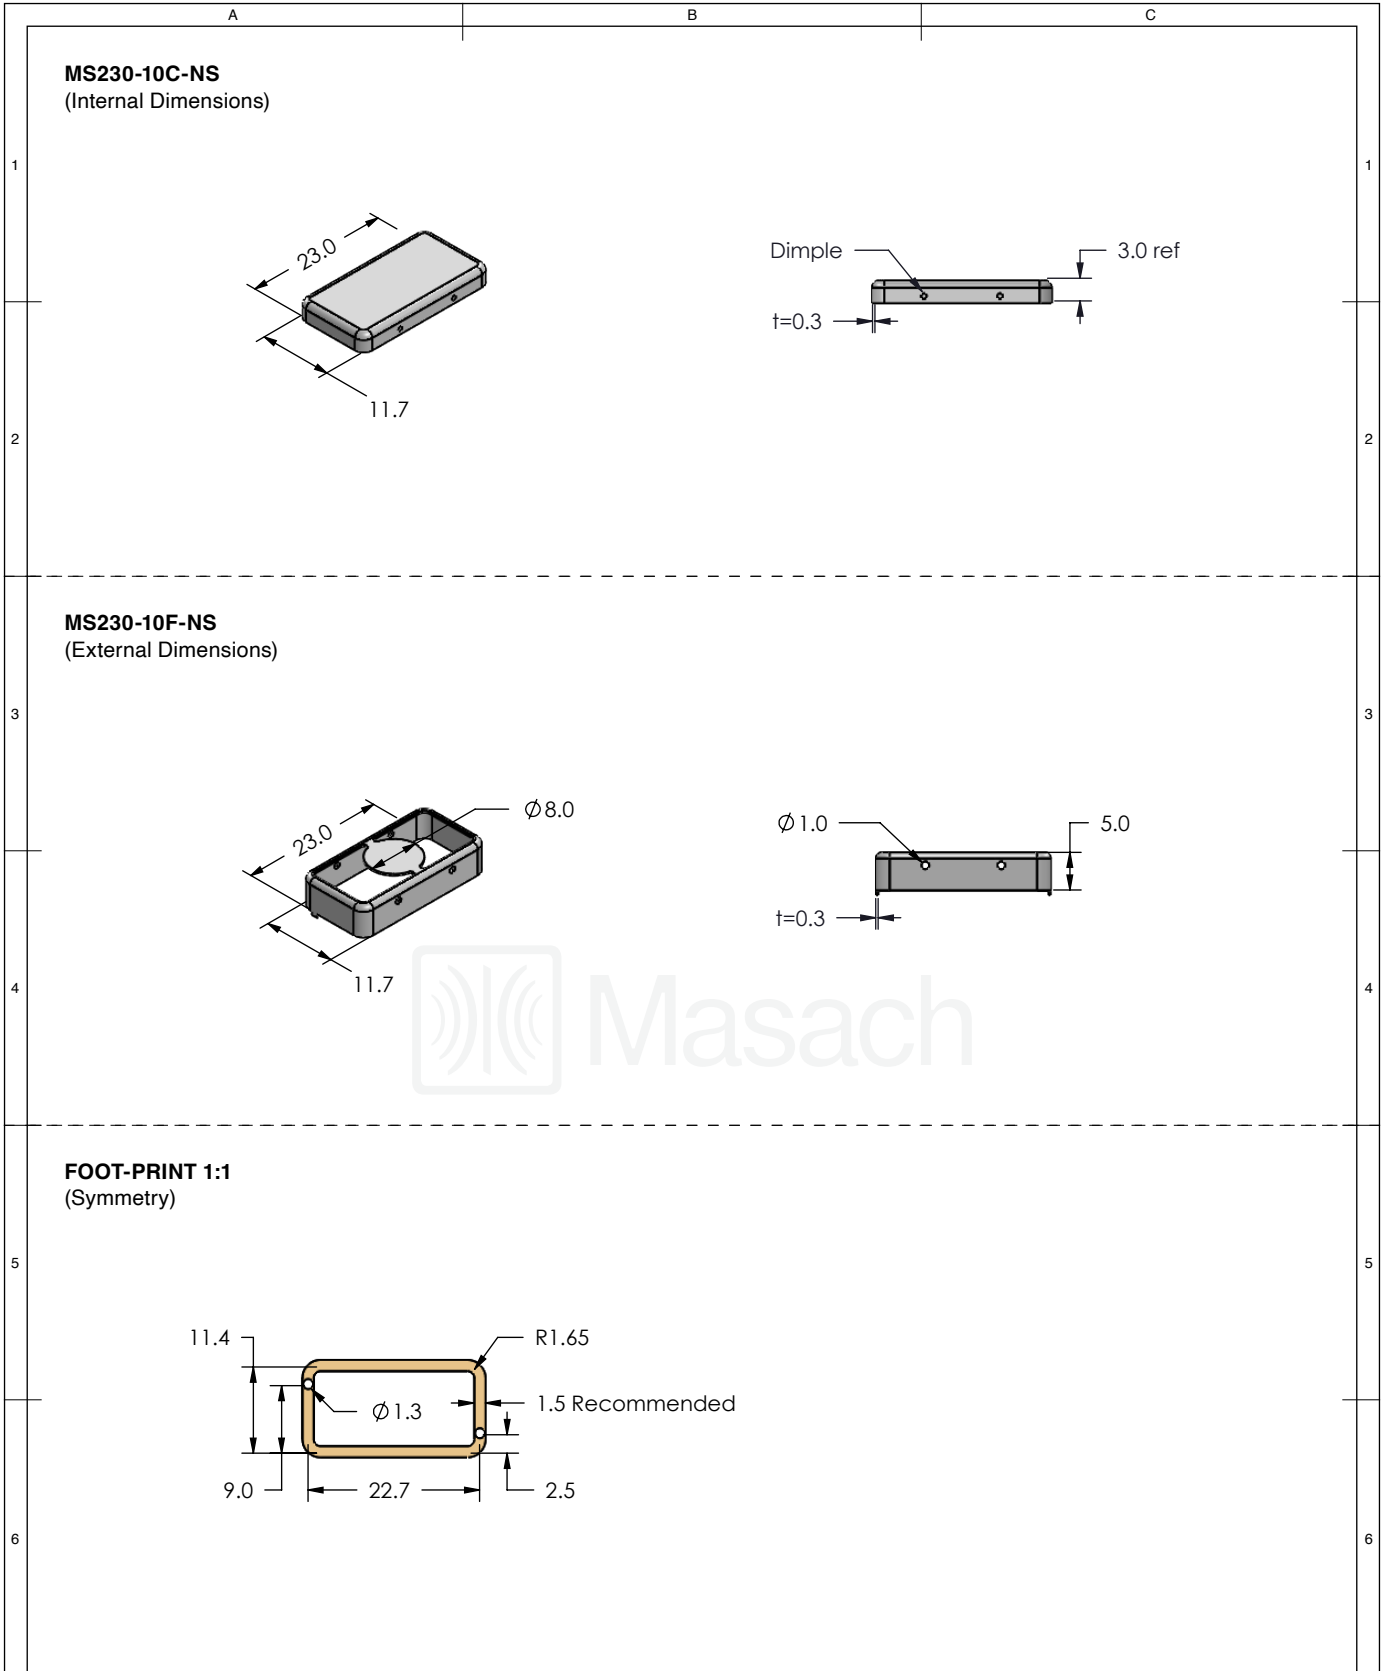 A B C
MS230-10C-NS
(Internal Dimensions)
1 1
23.0
Dimple 3.0 ref
t=0.3
11.7
2 2
MS230-10F-NS
(External Dimensions)
3 3
23.0 Ø8.0
Ø1.0 5.0
t=0.3
11.7
4 4
Masach
FOOT-PRINT 1:1
(Symmetry)
5 5
11.4 R1.65
Ø1.3 1.5 Recommended
9.0 22.7 2.5
6 6